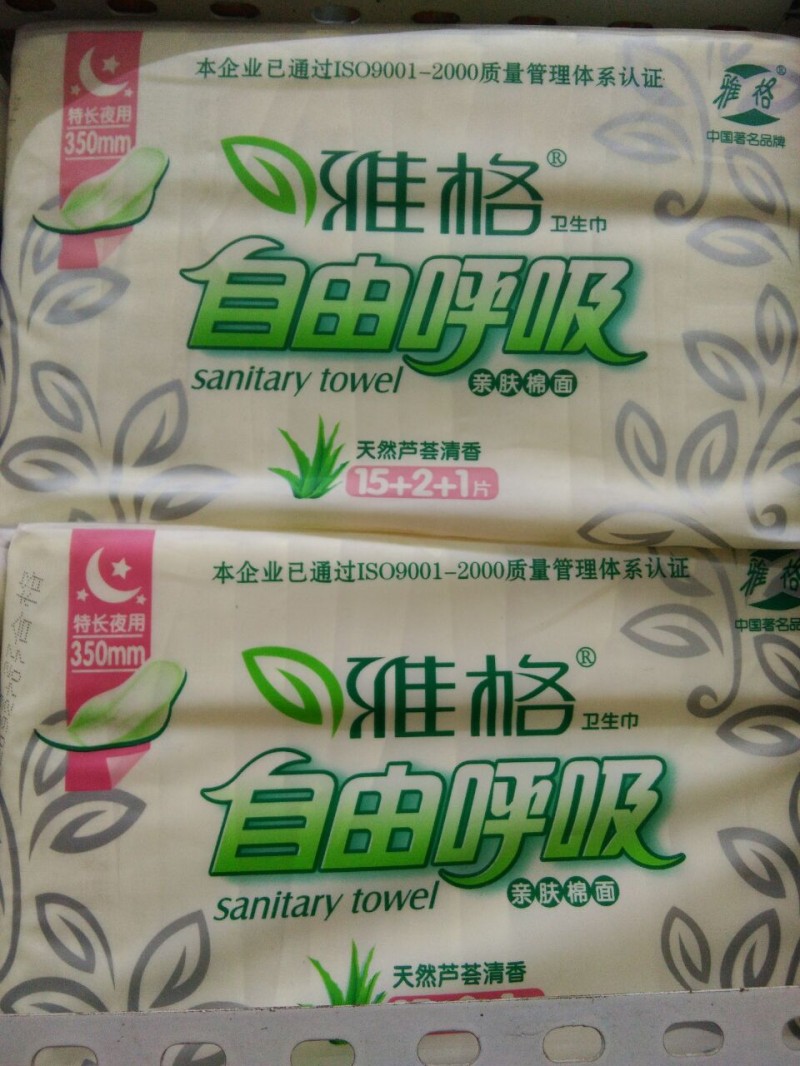 本企业已通过ISO9001-2000质量管理体系认证
雅格®
中国著名品牌
特长夜用
350mm
雅格®
卫生巾
自由呼吸
sanitary towel
亲肤棉面
天然芦荟清香
15+2+1片
本企业已通过ISO9001-2000质量管理体系认证
雅格
中国著名品
特长夜用
350mm
雅格®
卫生巾
自由呼吸
sanitary towel
亲肤棉面
天然芦荟清香